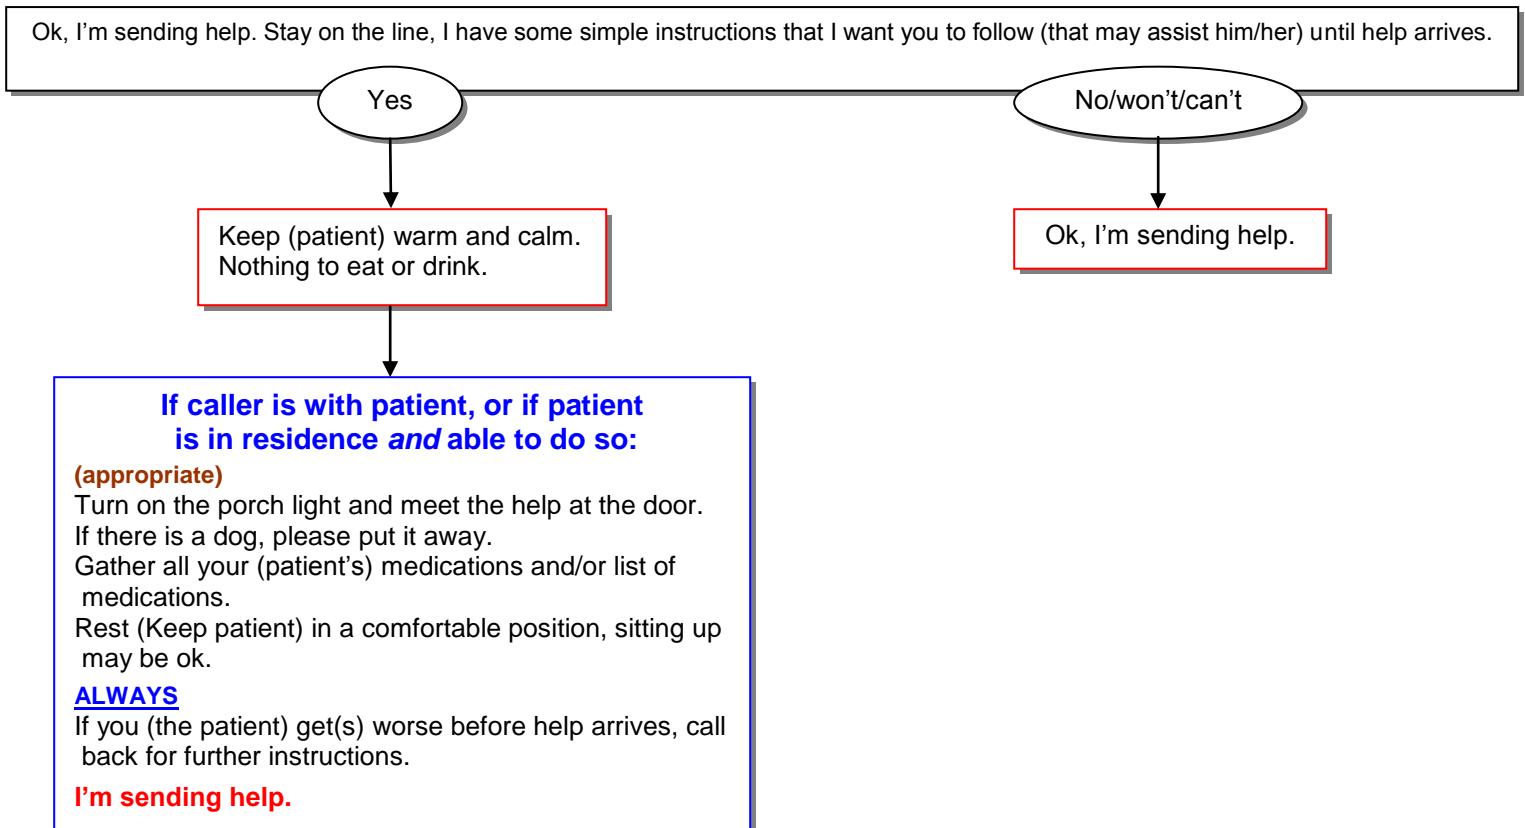 Ok, I’m sending help. Stay on the line, I have some simple instructions that I want you to follow (that may assist him/her) until help arrives.
Yes
No/won’t/can’t
Keep (patient) warm and calm.
Nothing to eat or drink.
Ok, I’m sending help.
If caller is with patient, or if patient
is in residence and able to do so:
(appropriate)
Turn on the porch light and meet the help at the door.
If there is a dog, please put it away.
Gather all your (patient’s) medications and/or list of
medications.
Rest (Keep patient) in a comfortable position, sitting up
may be ok.
ALWAYS
If you (the patient) get(s) worse before help arrives, call
back for further instructions.
I’m sending help.